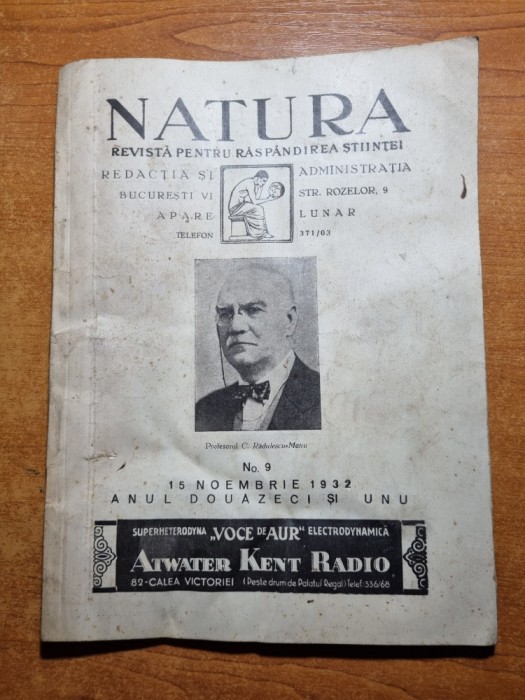 NATURA
REVISTĂ PENTRU RĂSPÂNDIREA ȘTIINȚEI
REDACȚIA ȘI ADMINISTRAȚIA
BUCUREȘTI VI STR. ROZELOR, 9
APARE LUNAR
TELEFON 371/03
Profesorul C. Rădulescu-Motru
No. 9
15 NOEMBRIE 1932
ANUL DOUĂZECI ȘI UNU
SUPERHETERODYNA „VOCE DE AUR" ELECTRODYNAMICĂ
ATWATER KENT RADIO
82-CALEA VICTORIEI (Peste drum de Palatul Regal) Telef. 336/68